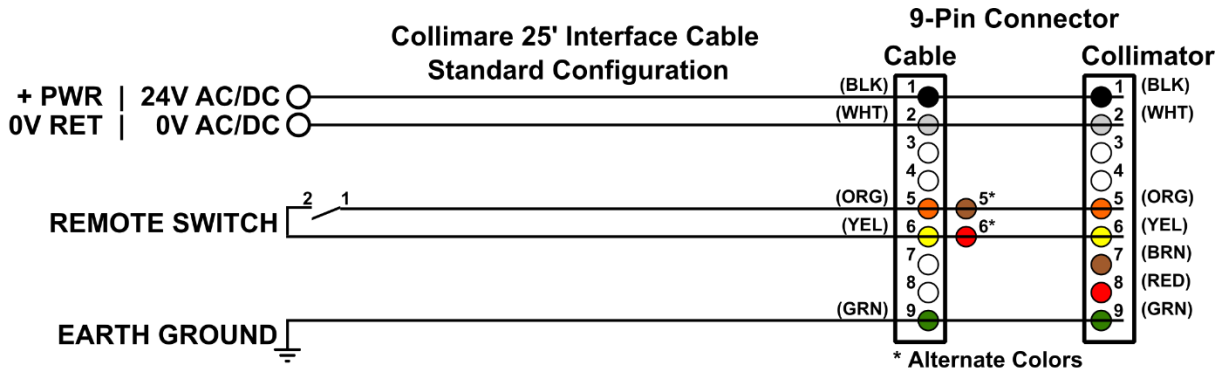 9-Pin Connector
Collimare 25' Interface Cable
Standard Configuration
Cable
Collimator
+ PWR | 24V AC/DC
(BLK) 1
1 (BLK)
0V RET | 0V AC/DC
(WHT) 2
2 (WHT)
3
3
4
4
REMOTE SWITCH
2 1
(ORG) 5
5*
5 (ORG)
(YEL) 6
6*
6 (YEL)
7
7 (BRN)
8
8 (RED)
EARTH GROUND
(GRN) 9
9 (GRN)
* Alternate Colors